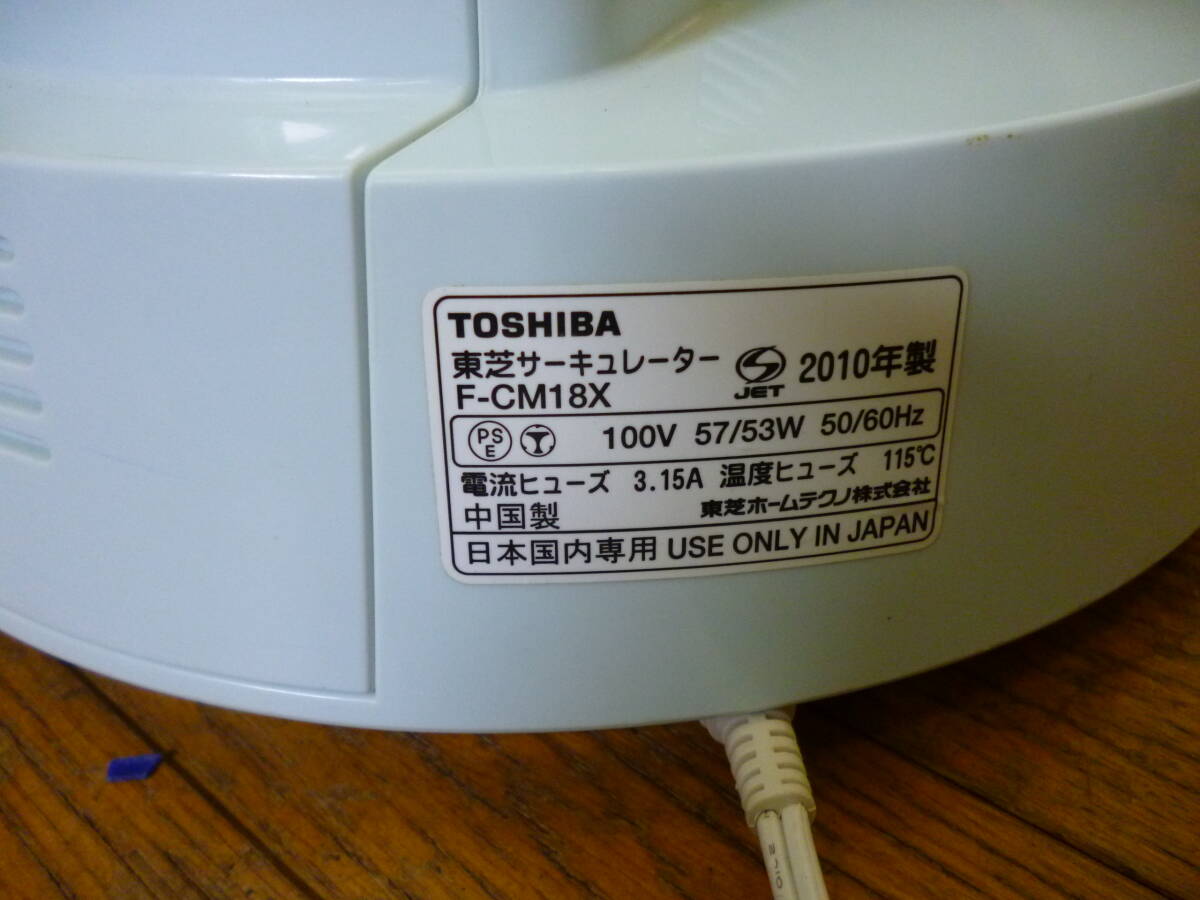 TOSHIBA
東芝サーキュレーター
F-CM18X
JET
2010年製
PS
E
100V 57/53W 50/60Hz
電流ヒューズ 3.15A 温度ヒューズ 115℃
中国製
東芝ホームテクノ株式会社
日本国内専用 USE ONLY IN JAPAN